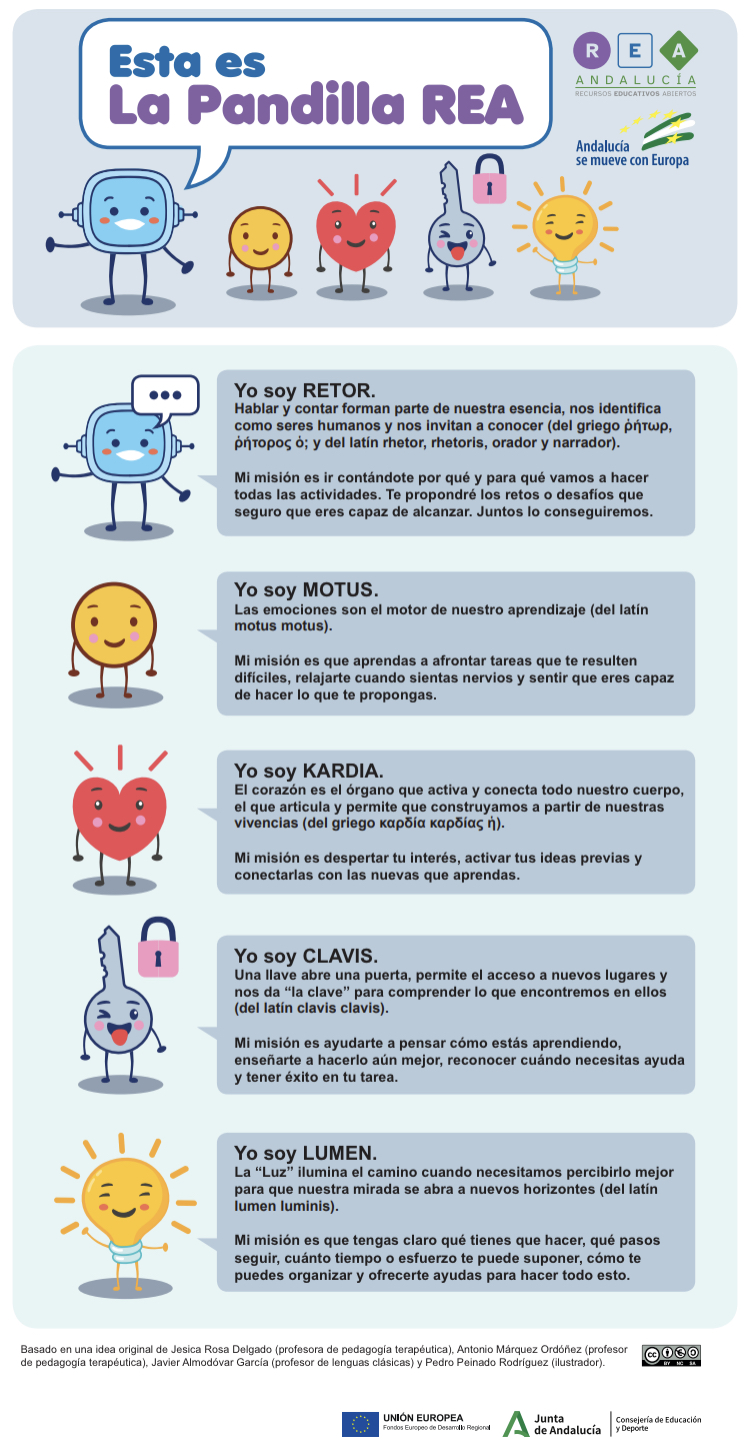 Esta es
La Pandilla REA
R E A
ANDALUCÍA
RECURSOS EDUCATIVOS ABIERTOS
Andalucía
se mueve con Europa
Yo soy RETOR.
Hablar y contar forman parte de nuestra esencia, nos identifica
como seres humanos y nos invitan a conocer (del griego ῥήτωρ,
ῥήτορος ὁ; y del latín rhetor, rhetoris, orador y narrador).
Mi misión es ir contándote por qué y para qué vamos a hacer
todas las actividades. Te propondré los retos o desafíos que
seguro que eres capaz de alcanzar. Juntos lo conseguiremos.
Yo soy MOTUS.
Las emociones son el motor de nuestro aprendizaje (del latín
motus motus).
Mi misión es que aprendas a afrontar tareas que te resulten
difíciles, relajarte cuando sientas nervios y sentir que eres capaz
de hacer lo que te propongas.
Yo soy KARDIA.
El corazón es el órgano que activa y conecta todo nuestro cuerpo,
el que articula y permite que construyamos a partir de nuestras
vivencias (del griego καρδία καρδίας ἡ).
Mi misión es despertar tu interés, activar tus ideas previas y
conectarlas con las nuevas que aprendas.
Yo soy CLAVIS.
Una llave abre una puerta, permite el acceso a nuevos lugares y
nos da “la clave” para comprender lo que encontremos en ellos
(del latín clavis clavis).
Mi misión es ayudarte a pensar cómo estás aprendiendo,
enseñarte a hacerlo aún mejor, reconocer cuándo necesitas ayuda
y tener éxito en tu tarea.
Yo soy LUMEN.
La “Luz” ilumina el camino cuando necesitamos percibirlo mejor
para que nuestra mirada se abra a nuevos horizontes (del latín
lumen luminis).
Mi misión es que tengas claro qué tienes que hacer, qué pasos
seguir, cuánto tiempo o esfuerzo te puede suponer, cómo te
puedes organizar y ofrecerte ayudas para hacer todo esto.
Basado en una idea original de Jesica Rosa Delgado (profesora de pedagogía terapéutica), Antonio Márquez Ordóñez (profesor
de pedagogía terapéutica), Javier Almodóvar García (profesor de lenguas clásicas) y Pedro Peinado Rodríguez (ilustrador).
cc
BY NC SA
UNIÓN EUROPEA
Fondos Europeo de Desarrollo Regional
Junta
de Andalucía
Consejería de Educación
y Deporte